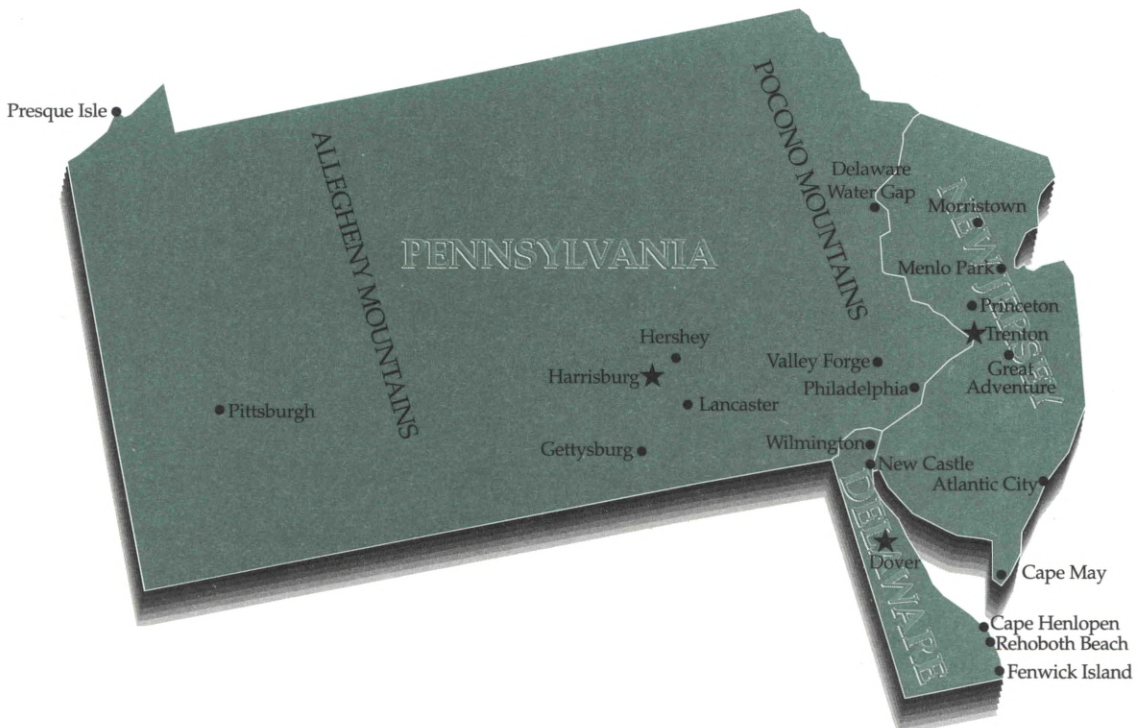 Presque Isle
ALLEGHENY MOUNTAINS
POCONO MOUNTAINS
Delaware
Water Gap
NEW JERSEY
Morristown
PENNSYLVANIA
Menlo Park
Princeton
Trenton
Hershey
Valley Forge
Great
Adventure
Harrisburg
Philadelphia
Pittsburgh
Lancaster
Gettysburg
Wilmington
New Castle
Atlantic City
DELAWARE
Dover
Cape May
Cape Henlopen
Rehoboth Beach
Fenwick Island